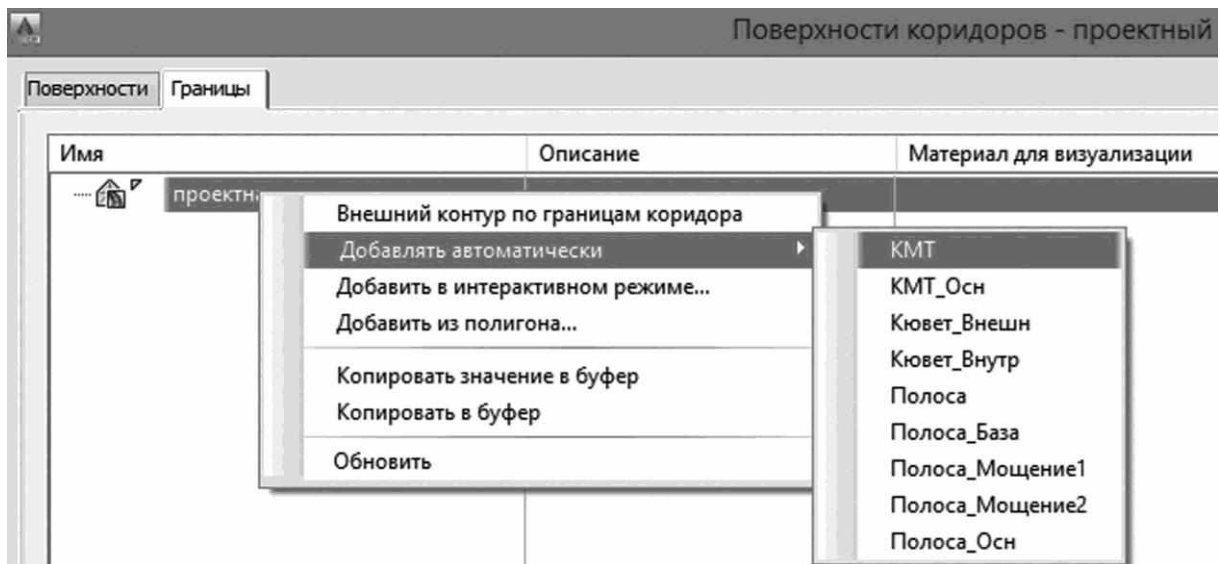 Поверхности коридоров - проектный
Поверхности Границы
Имя Описание Материал для визуализации
Внешний контур по границам коридора
Добавлять автоматически
Добавить в интерактивном режиме...
Добавить из полигона...
Копировать значение в буфер
Копировать в буфер
Обновить
КМТ
КМТ_Осн
Кювет_Внешн
Кювет_Внутр
Полоса
Полоса_База
Полоса_Мощение1
Полоса_Мощение2
Полоса_Осн